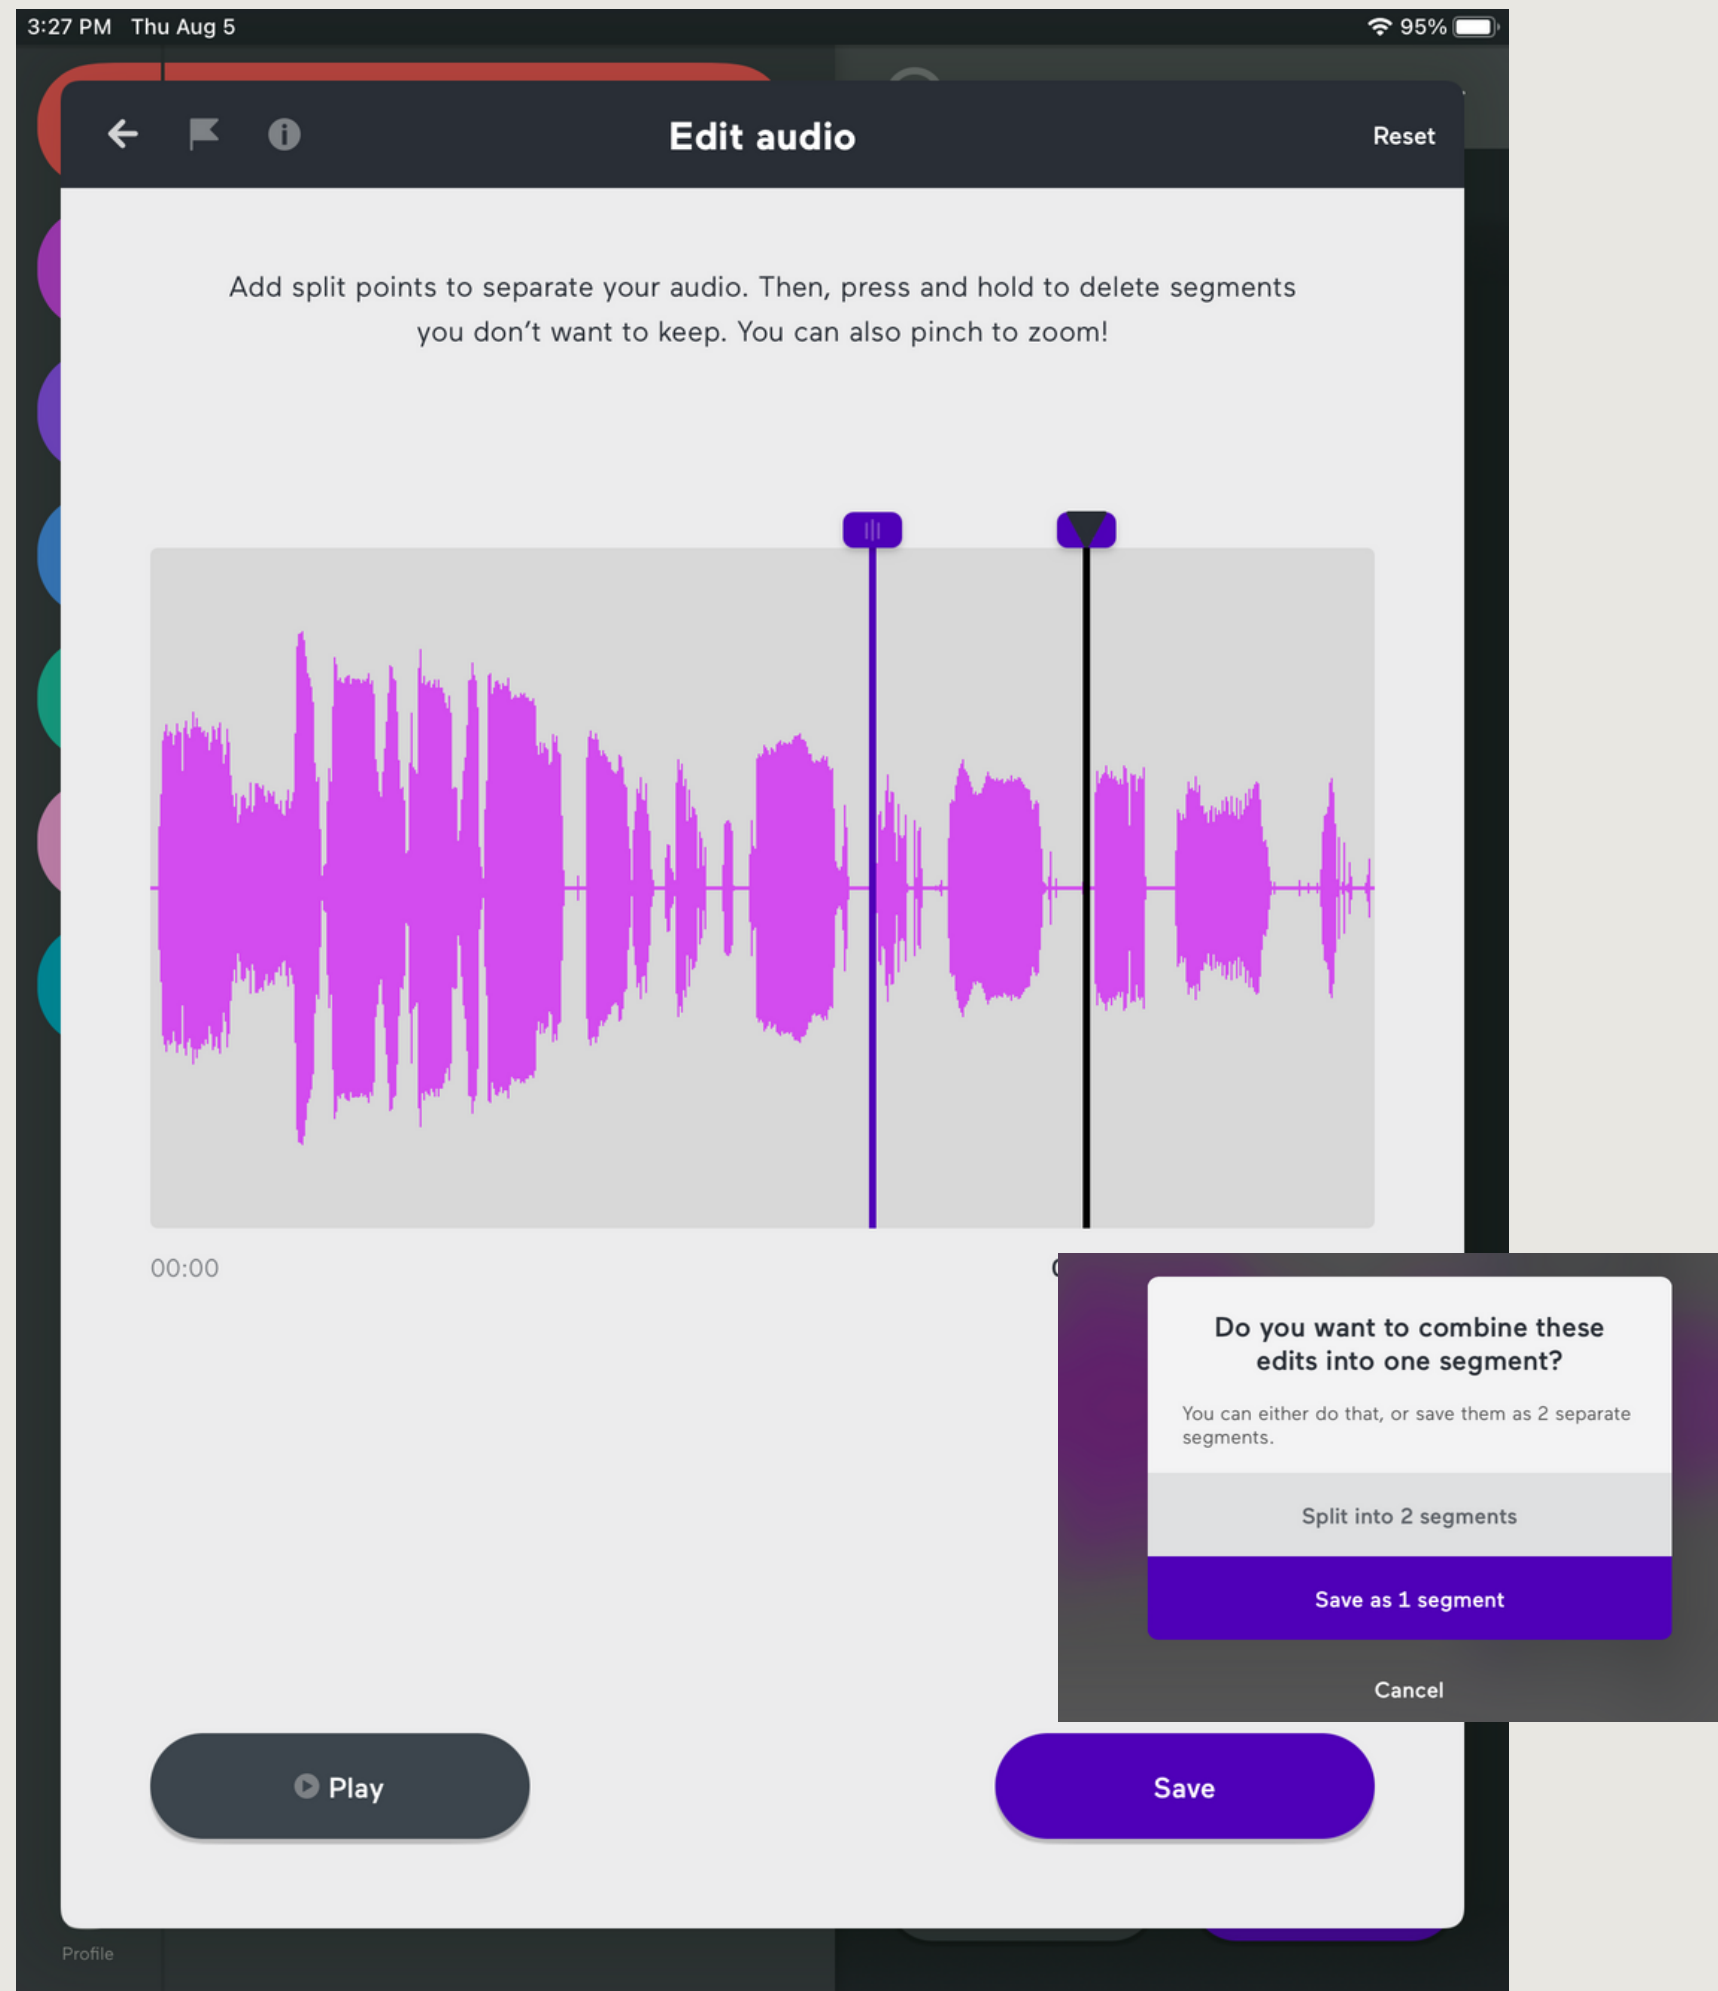 3:27 PM Thu Aug 5
95%
Edit audio
Reset
Add split points to separate your audio. Then, press and hold to delete segments
you don't want to keep. You can also pinch to zoom!
00:00
Do you want to combine these
edits into one segment?
You can either do that, or save them as 2 separate
segments.
Split into 2 segments
Save as 1 segment
Cancel
Play
Save
Profile